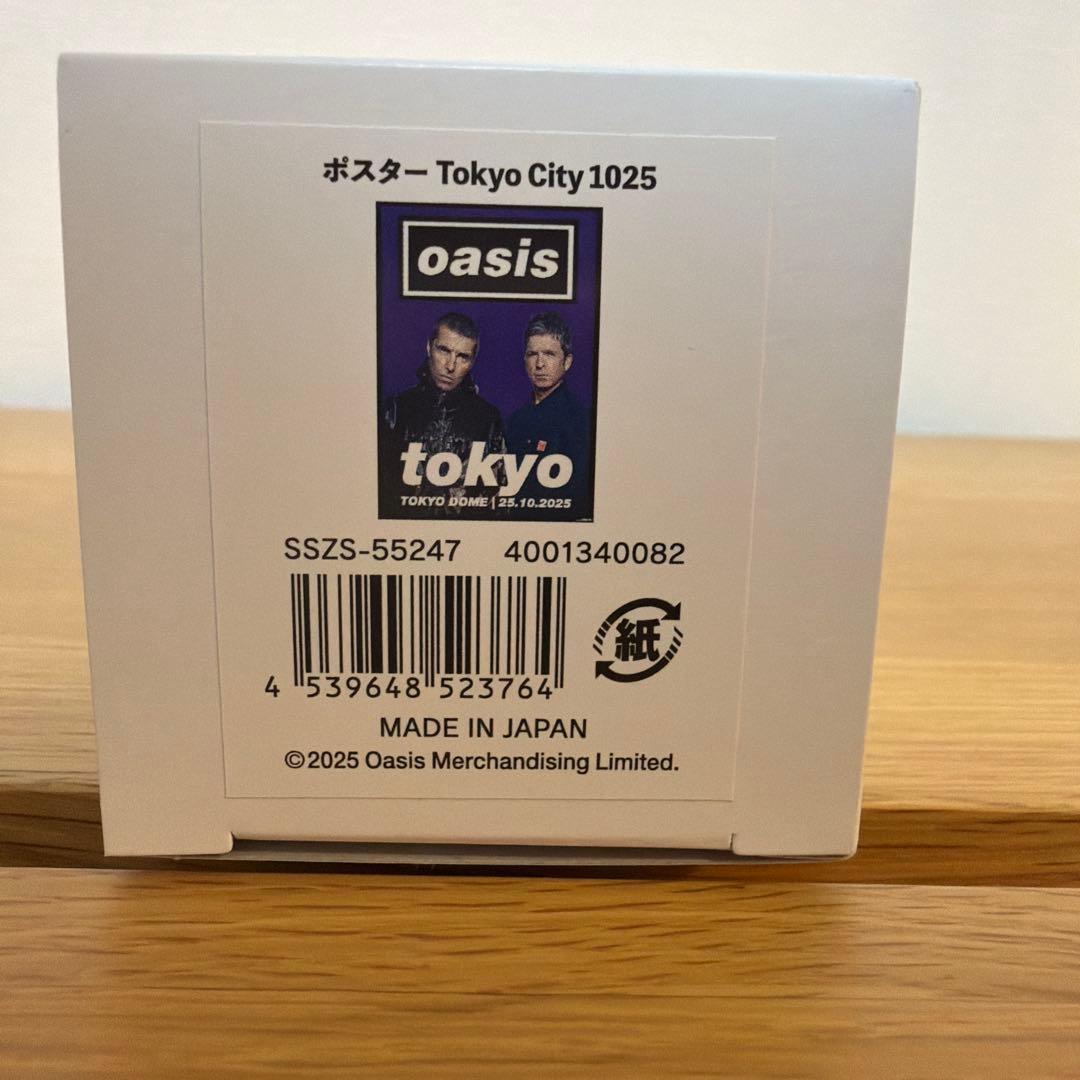 ポスター Tokyo City 1025
oasis
tokyo
TOKYO DOME | 25.10.2025
SSZS-55247 4001340082
紙
4 539648 523764
MADE IN JAPAN
©2025 Oasis Merchandising Limited.